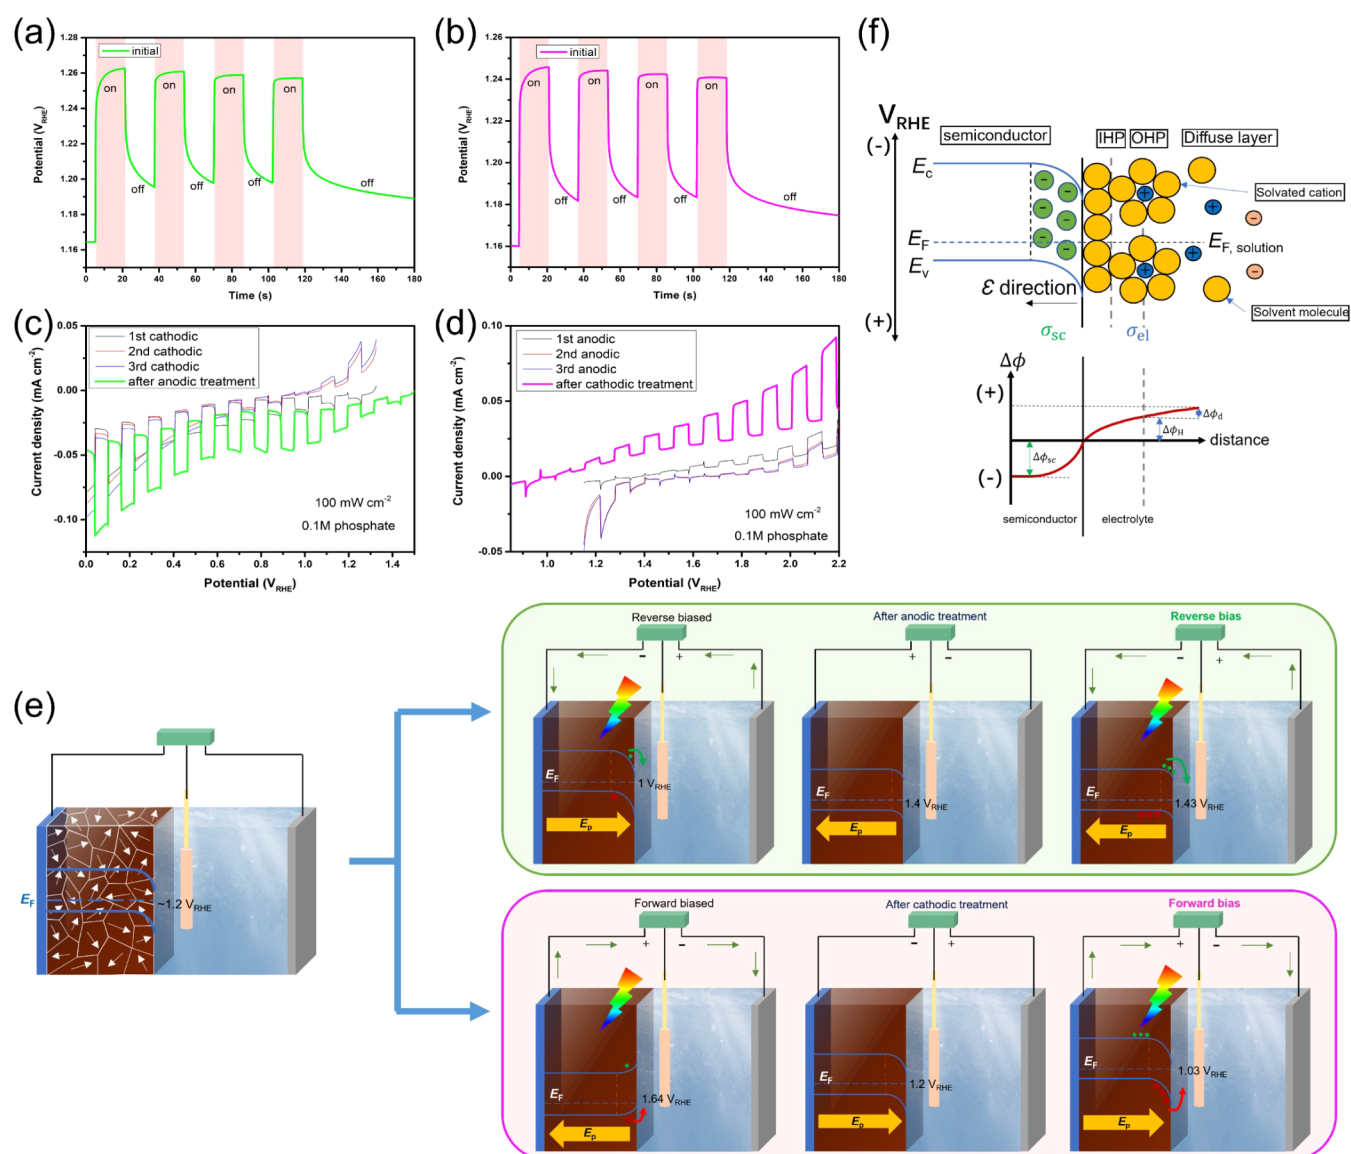 (a)
1.28
1.26
1.24
1.22
1.20
1.18
1.16
Potential (V_RHE)
initial
on
on
on
on
off
off
off
off
0
20
40
60
80
100
120
140
160
180
Time (s)
(b)
1.26
1.24
1.22
1.20
1.18
1.16
Potential (V_RHE)
initial
on
on
on
on
off
off
off
off
0
20
40
60
80
100
120
140
160
180
Time (s)
(c)
0.05
0.00
-0.05
-0.10
Current density (mA cm⁻²)
1st cathodic
2nd cathodic
3rd cathodic
after anodic treatment
100 mW cm⁻²
0.1M phosphate
0.0
0.2
0.4
0.6
0.8
1.0
1.2
1.4
Potential (V_RHE)
(d)
0.10
0.05
0.00
-0.05
Current density (mA cm⁻²)
1st anodic
2nd anodic
3rd anodic
after cathodic treatment
100 mW cm⁻²
0.1M phosphate
1.0
1.2
1.4
1.6
1.8
2.0
2.2
Potential (V_RHE)
(f)
V_RHE
(-)
(+)
semiconductor
IHP
OHP
Diffuse layer
E_c
E_F
E_v
Solvated cation
E_F, solution
ℰ direction
Solvent molecule
σ_sc
σ_el
Δϕ
(+)
(-)
Δϕ_d
Δϕ_H
Δϕ_sc
distance
semiconductor
electrolyte
(e)
E_F
~1.2 V_RHE
Reverse biased
- +
E_F
1 V_RHE
E_p
After anodic treatment
+ -
E_F
1.4 V_RHE
E_p
Reverse bias
- +
E_F
1.43 V_RHE
E_p
Forward biased
+ -
E_F
1.64 V_RHE
E_p
After cathodic treatment
- +
E_F
1.2 V_RHE
E_p
Forward bias
+ -
E_F
1.03 V_RHE
E_p